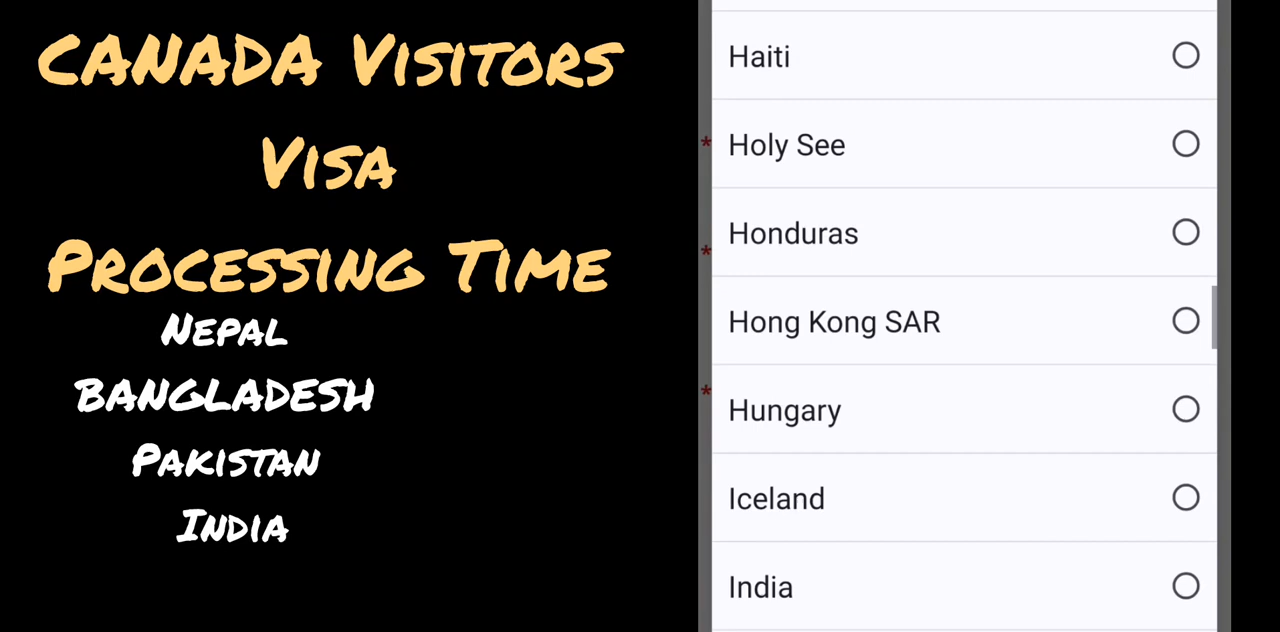 CANADA VISITORS
VISA
PROCESSING TIME
NEPAL
BANGLADESH
PAKISTAN
INDIA
Haiti
* Holy See
Honduras
*
Hong Kong SAR
* Hungary
Iceland
India